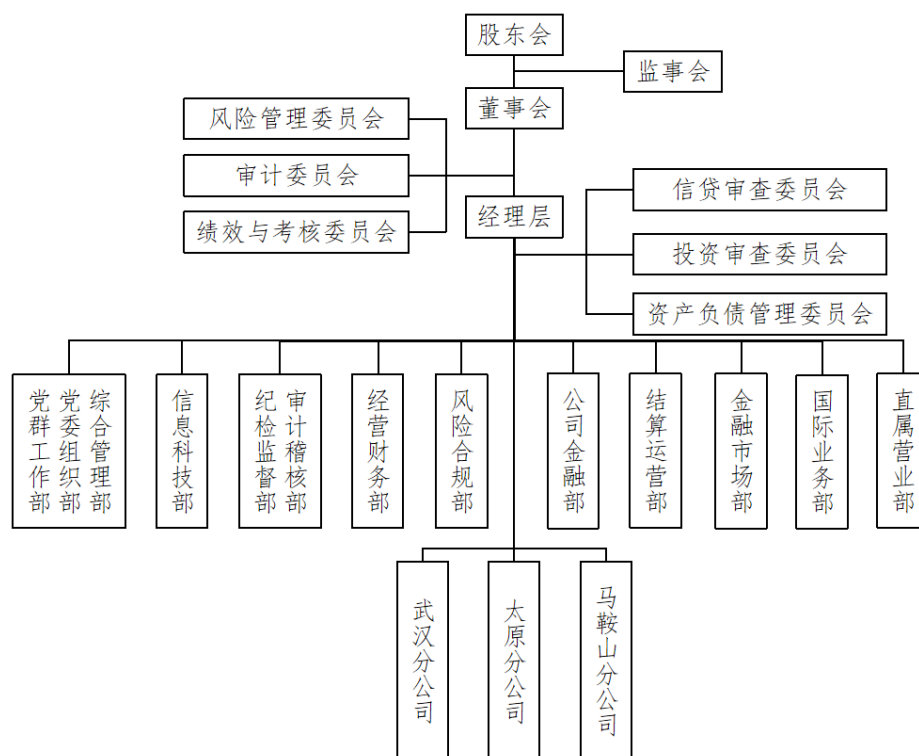 股东会
监事会
董事会
风险管理委员会
审计委员会
绩效与考核委员会
经理层
信贷审查委员会
投资审查委员会
资产负债管理委员会
综合管理部
党委组织部
党群工作部
信息科技部
审计稽核部
纪检监督部
经营财务部
风险合规部
公司金融部
结算运营部
金融市场部
国际业务部
直属营业部
武汉分公司
太原分公司
马鞍山分公司